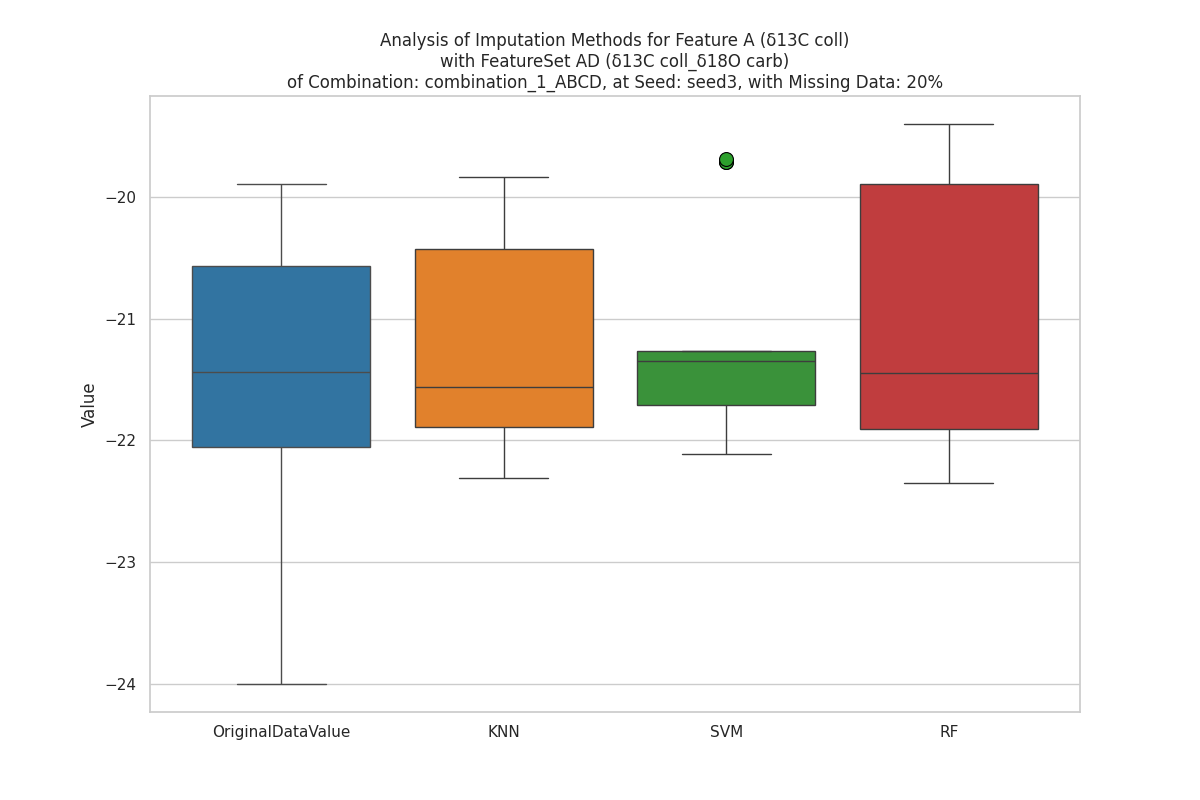 Analysis of Imputation Methods for Feature A (δ13C coll)
with FeatureSet AD (δ13C coll_δ18O carb)
of Combination: combination_1_ABCD, at Seed: seed3, with Missing Data: 20%
Value
−20
−21
−22
−23
−24
OriginalDataValue
KNN
SVM
RF